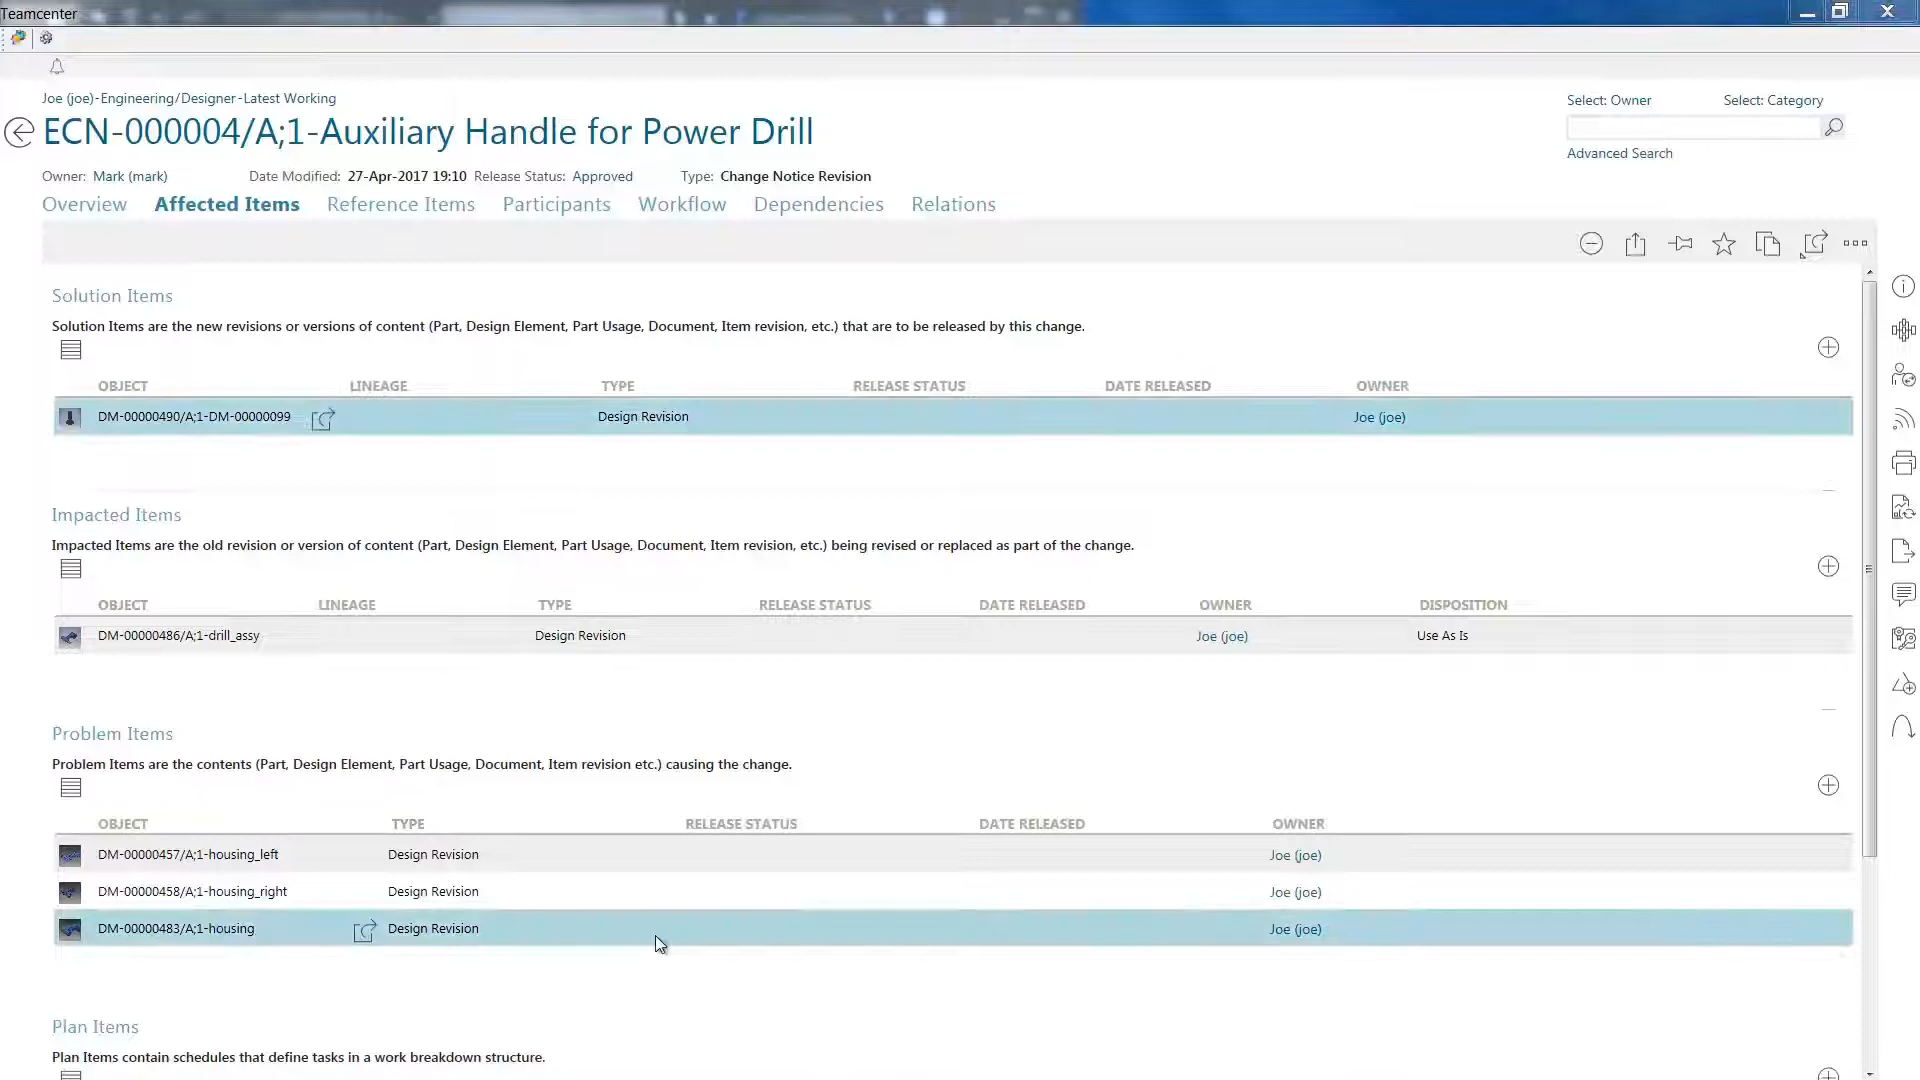 Teamcenter
Joe (joe)-Engineering/Designer-Latest Working
Select: Owner Select: Category
ECN-000004/A;1-Auxiliary Handle for Power Drill
Advanced Search
Owner: Mark (mark) Date Modified: 27-Apr-2017 19:10 Release Status: Approved Type: Change Notice Revision
Overview Affected Items Reference Items Participants Workflow Dependencies Relations
Solution Items
Solution Items are the new revisions or versions of content (Part, Design Element, Part Usage, Document, Item revision, etc.) that are to be released by this change.
OBJECT LINEAGE TYPE RELEASE STATUS DATE RELEASED OWNER
DM-00000490/A;1-DM-00000099 Design Revision Joe (joe)
Impacted Items
Impacted Items are the old revision or version of content (Part, Design Element, Part Usage, Document, Item revision, etc.) being revised or replaced as part of the change.
OBJECT LINEAGE TYPE RELEASE STATUS DATE RELEASED OWNER DISPOSITION
DM-00000486/A;1-drill_assy Design Revision Joe (joe) Use As Is
Problem Items
Problem Items are the contents (Part, Design Element, Part Usage, Document, Item revision etc.) causing the change.
OBJECT TYPE RELEASE STATUS DATE RELEASED OWNER
DM-00000457/A;1-housing_left Design Revision Joe (joe)
DM-00000458/A;1-housing_right Design Revision Joe (joe)
DM-00000483/A;1-housing Design Revision Joe (joe)
Plan Items
Plan Items contain schedules that define tasks in a work breakdown structure.